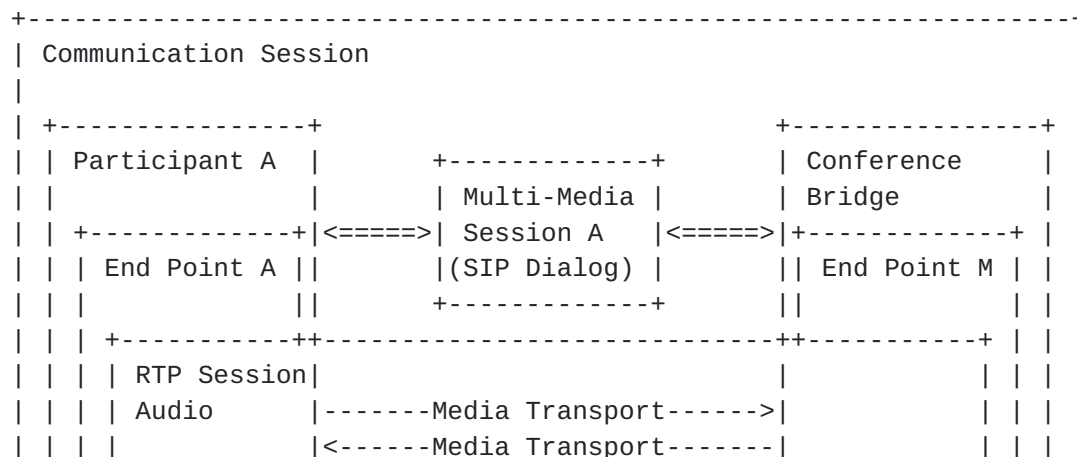 +--------------------------------------------------------------------
| Communication Session
|
| +----------------+                              +----------------+
| | Participant A  |       +-------------+       | Conference     |
| |                |       | Multi-Media |       | Bridge         |
| | +-------------+|<=====>| Session A   |<=====>|+-------------+ |
| | | End Point A ||       |(SIP Dialog) |       || End Point M | |
| | |             ||       +-------------+       ||             | |
| | | +-----------++-----------------------------++-----------+ | |
| | | | RTP Session|                              |            | | |
| | | | Audio      |-------Media Transport------>|            | | |
| | | |            |<------Media Transport-------|            | | |